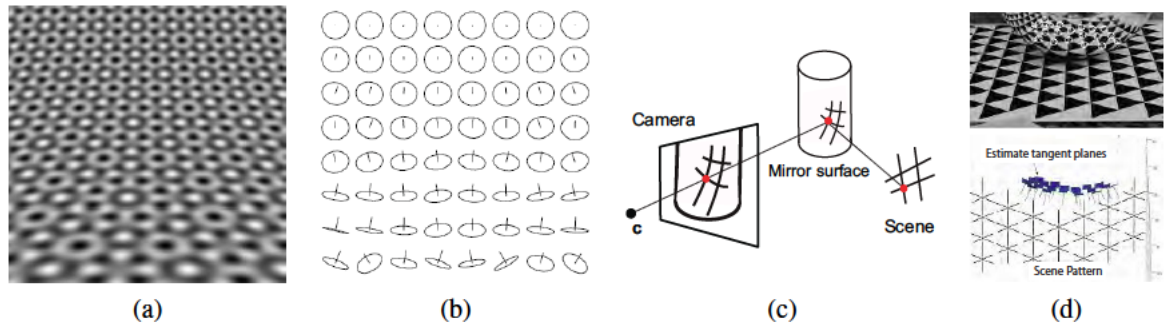 Camera
Mirror surface
c
Scene
Estimate tangent planes
Scene Pattern
(a)
(b)
(c)
(d)